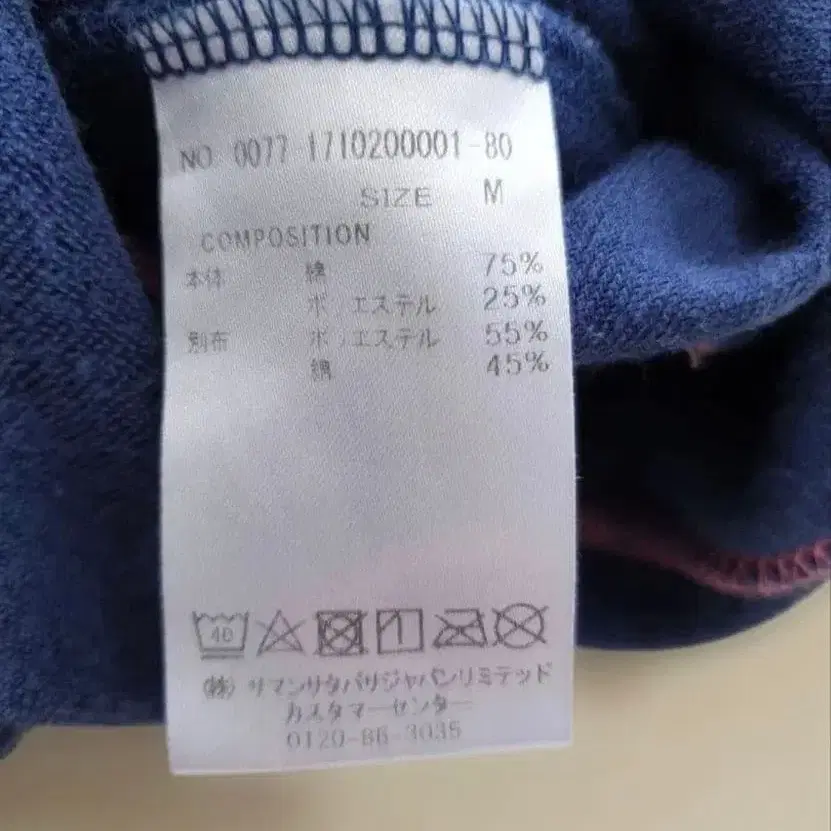 NO 0077-1710200001-80
SIZE M
COMPOSITION
本体 綿 75%
ポリエステル 25%
別布 ポリエステル 55%
綿 45%
40
(株) サマンサタバサジャパンリミテッド
カスタマーセンター
0120-86-3035